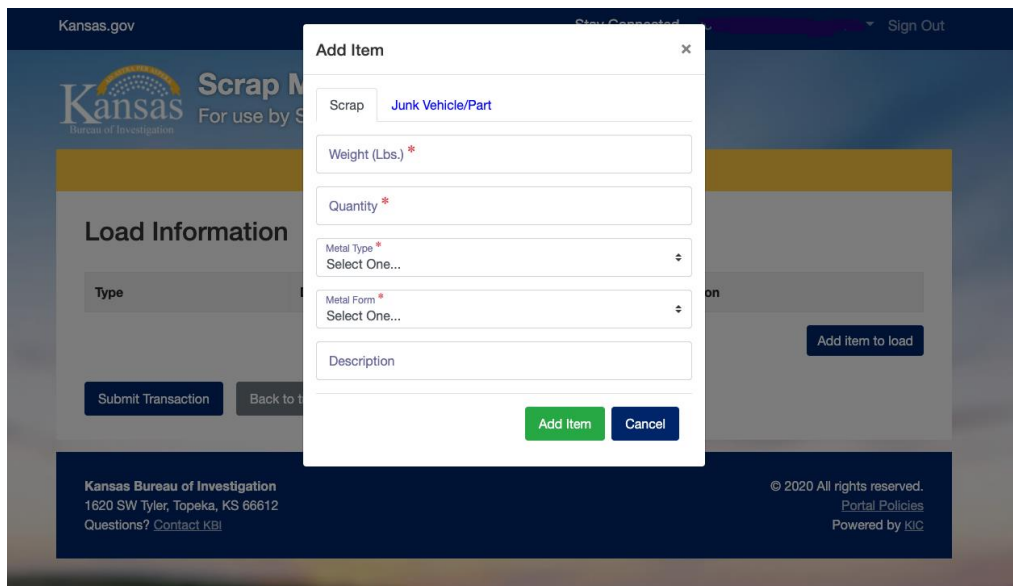 Kansas.gov
Stay Connected
Sign Out
Add Item
×
Kansas
Bureau of Investigation
Scrap M
For use by S
Scrap
Junk Vehicle/Part
Weight (Lbs.) *
Quantity *
Load Information
Metal Type *
Select One...
Type
on
Metal Form *
Select One...
Add item to load
Description
Submit Transaction
Back to t
Add Item
Cancel
Kansas Bureau of Investigation
1620 SW Tyler, Topeka, KS 66612
Questions? Contact KBI
© 2020 All rights reserved.
Portal Policies
Powered by KIC